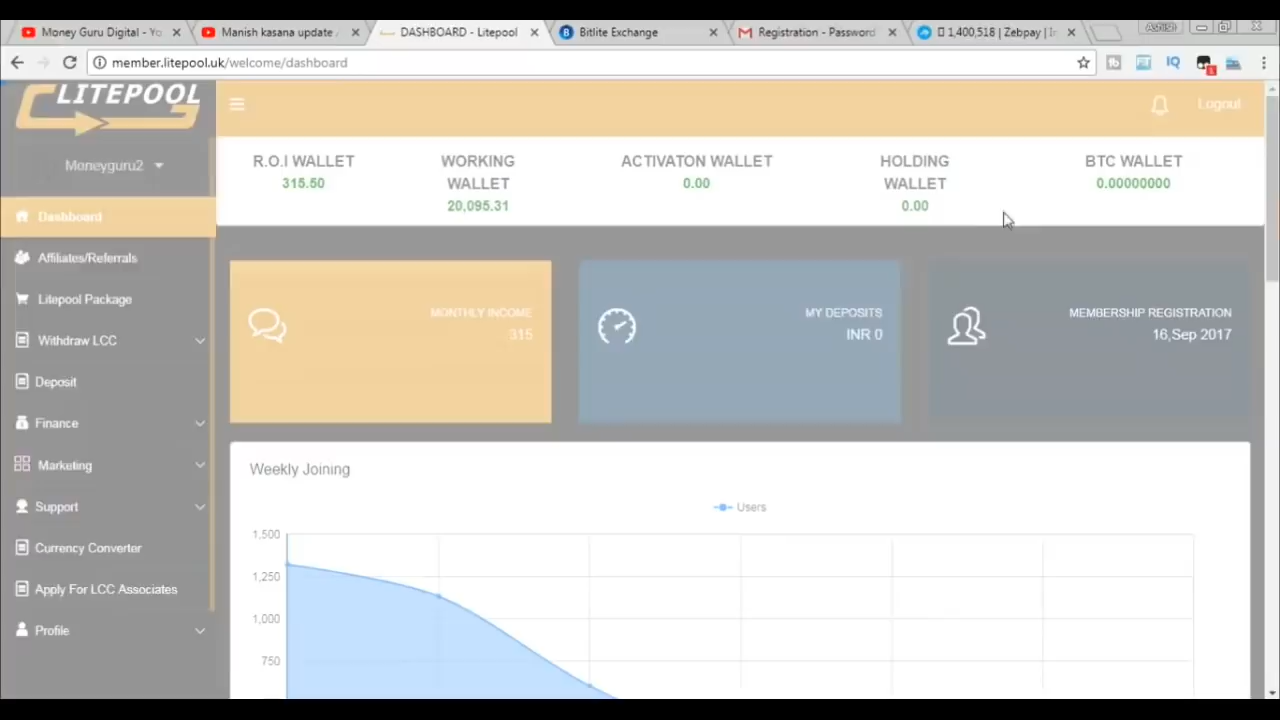 Money Guru Digital - Yo
Manish kasana update
DASHBOARD - Litepool
Bitlite Exchange
Registration - Password
1,400,518 | Zebpay | I
Ashish
member.litepool.uk/welcome/dashboard
LITEPOOL
Logout
Moneyguru2
R.O.I WALLET
315.50
WORKING
WALLET
20,095.31
ACTIVATON WALLET
0.00
HOLDING
WALLET
0.00
BTC WALLET
0.00000000
Dashboard
Affiliates/Referrals
Litepool Package
Withdraw LCC
Deposit
Finance
Marketing
Support
Currency Converter
Apply For LCC Associates
Profile
MONTHLY INCOME
315
MY DEPOSITS
INR 0
MEMBERSHIP REGISTRATION
16,Sep 2017
Weekly Joining
Users
1,500
1,250
1,000
750